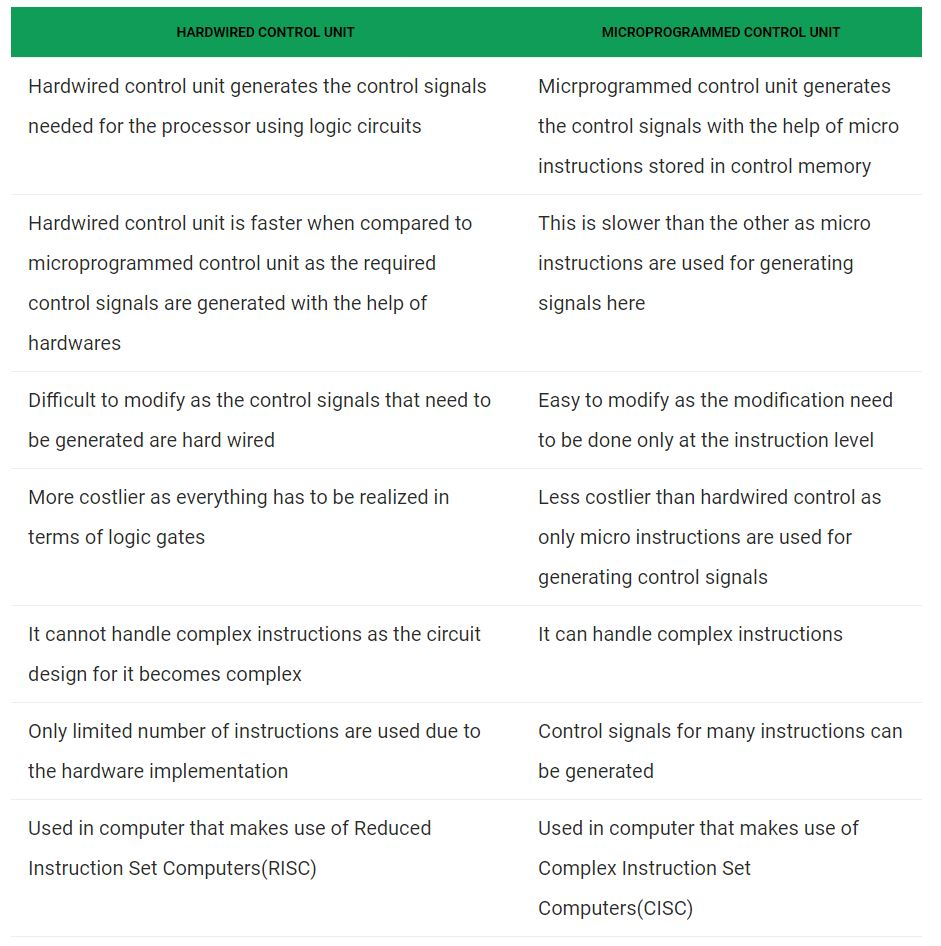 HARDWIRED CONTROL UNIT
MICROPROGRAMMED CONTROL UNIT
Hardwired control unit generates the control signals
needed for the processor using logic circuits
Micrprogrammed control unit generates
the control signals with the help of micro
instructions stored in control memory
Hardwired control unit is faster when compared to
microprogrammed control unit as the required
control signals are generated with the help of
hardwares
This is slower than the other as micro
instructions are used for generating
signals here
Difficult to modify as the control signals that need to
be generated are hard wired
Easy to modify as the modification need
to be done only at the instruction level
More costlier as everything has to be realized in
terms of logic gates
Less costlier than hardwired control as
only micro instructions are used for
generating control signals
It cannot handle complex instructions as the circuit
design for it becomes complex
It can handle complex instructions
Only limited number of instructions are used due to
the hardware implementation
Control signals for many instructions can
be generated
Used in computer that makes use of Reduced
Instruction Set Computers(RISC)
Used in computer that makes use of
Complex Instruction Set
Computers(CISC)